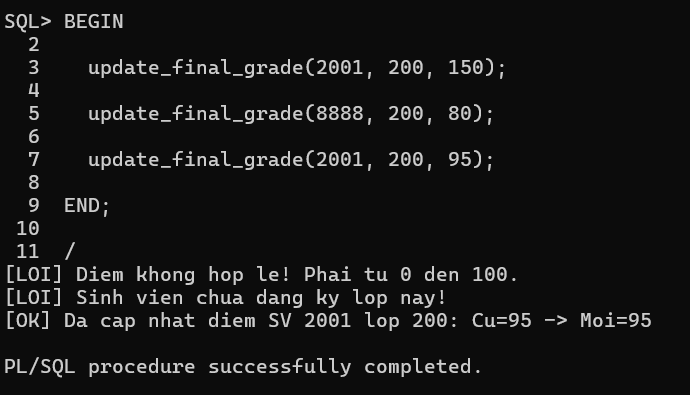 SQL> BEGIN
  2
  3    update_final_grade(2001, 200, 150);
  4
  5    update_final_grade(8888, 200, 80);
  6
  7    update_final_grade(2001, 200, 95);
  8
  9  END;
 10
 11  /
[LOI] Diem khong hop le! Phai tu 0 den 100.
[LOI] Sinh vien chua dang ky lop nay!
[OK] Da cap nhat diem SV 2001 lop 200: Cu=95 -> Moi=95
PL/SQL procedure successfully completed.